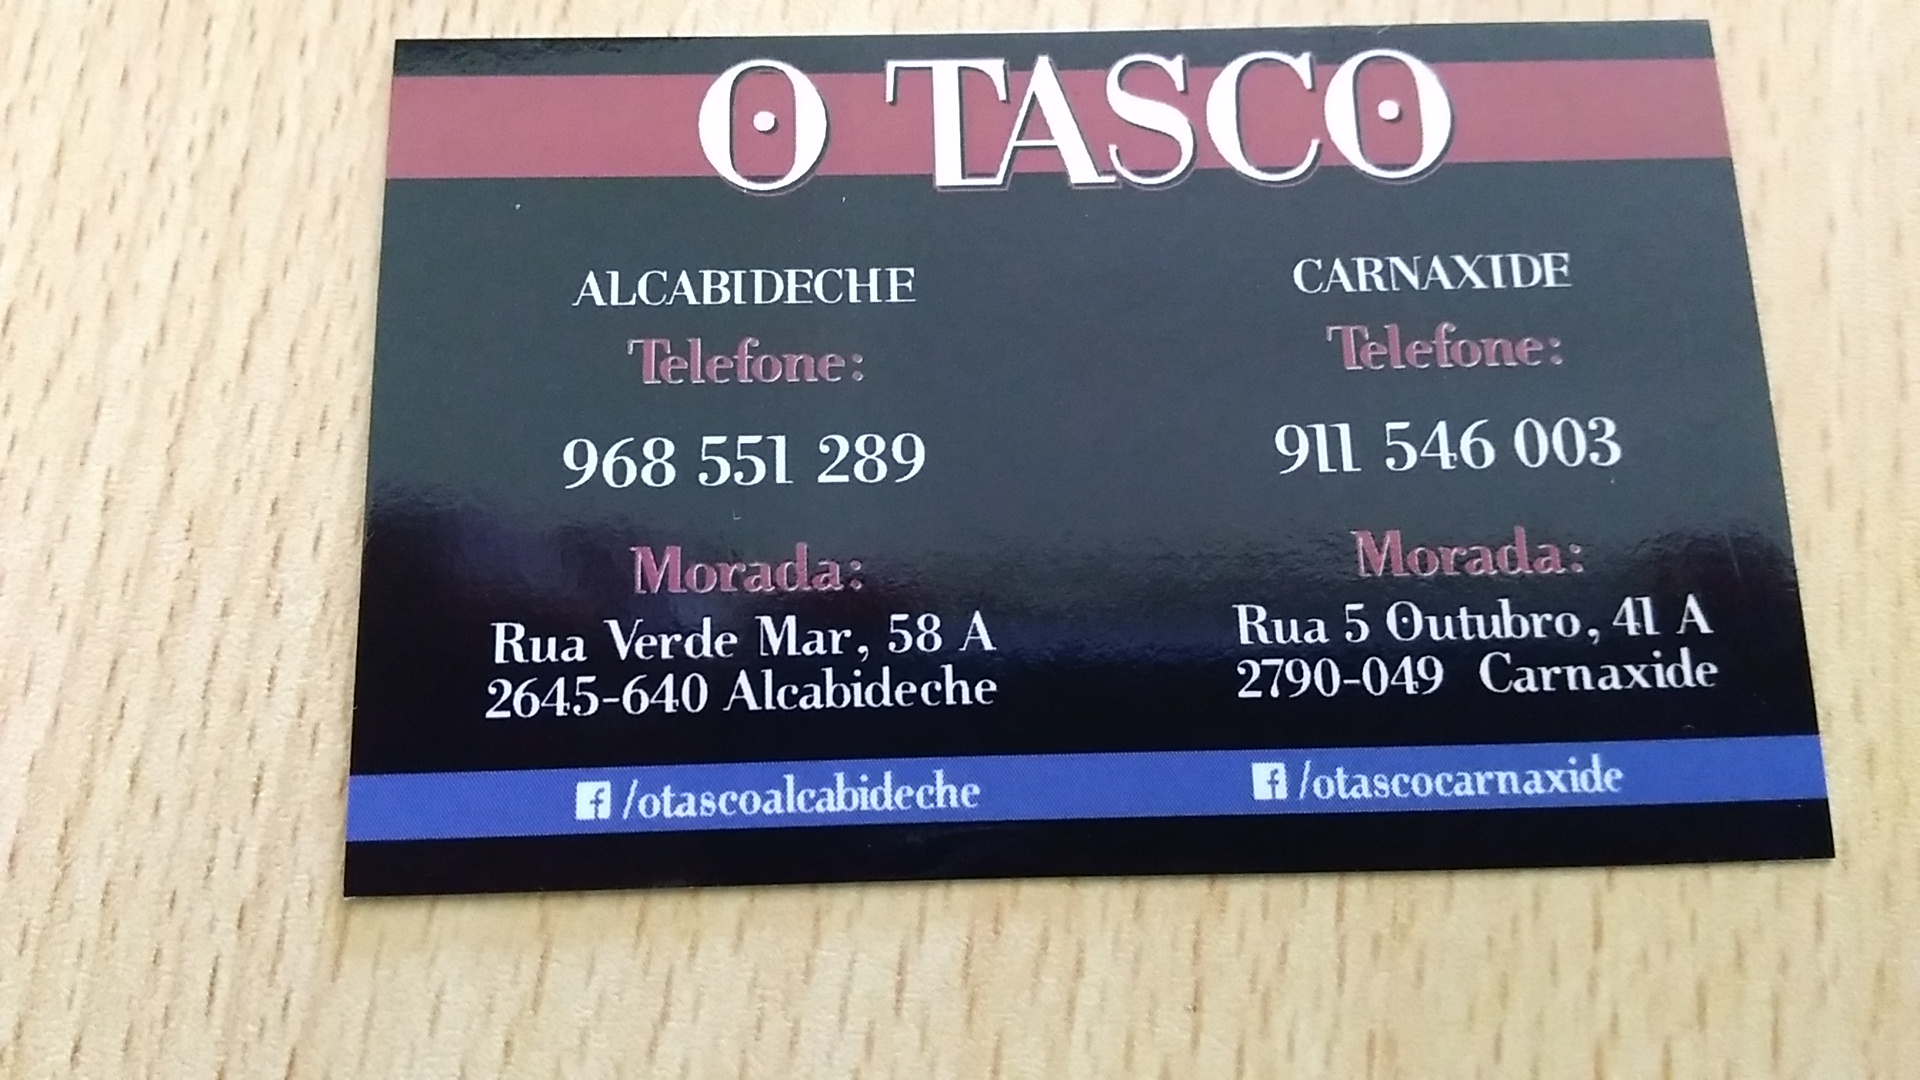 O TASCO
ALCABIDECHE
Telefone:
968 551 289
Morada:
Rua Verde Mar, 58 A
2645-640 Alcabideche
/otascoalcabideche
CARNAXIDE
Telefone:
911 546 003
Morada:
Rua 5 Outubro, 41 A
2790-049 Carnaxide
/otascocarnaxide